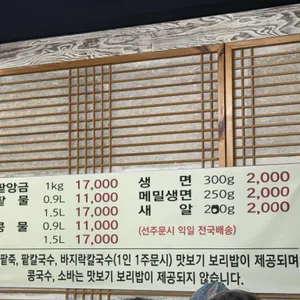 팥앙금 1kg 17,000 생 면 300g 2,000
팥 물 0.9L 11,000 메밀생면 250g 2,000
1.5L 17,000 새 알 2,000
콩 물 0.9L 11,000 (선주문시 익일 전국배송)
1.5L 17,000
팥죽, 팥칼국수, 바지락칼국수(1인 1주문시) 맛보기 보리밥이 제공되며
콩국수, 소바는 맛보기 보리밥이 제공되지 않습니다.